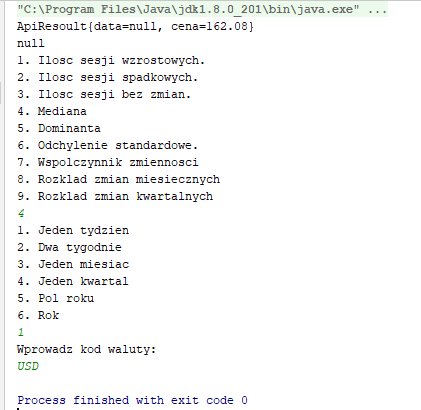 "C:\Program Files\Java\jdk1.8.0_201\bin\java.exe" ...
ApiResoult{data=null, cena=162.08}
null
1. Ilosc sesji wzrostowych.
2. Ilosc sesji spadkowych.
3. Ilosc sesji bez zmian.
4. Mediana
5. Dominanta
6. Odchylenie standardowe.
7. Wspolczynnik zmiennosci
8. Rozklad zmian miesiecznych
9. Rozklad zmian kwartalnych
4
1. Jeden tydzien
2. Dwa tygodnie
3. Jeden miesiac
4. Jeden kwartal
5. Pol roku
6. Rok
1
Wprowadz kod waluty:
USD
Process finished with exit code 0